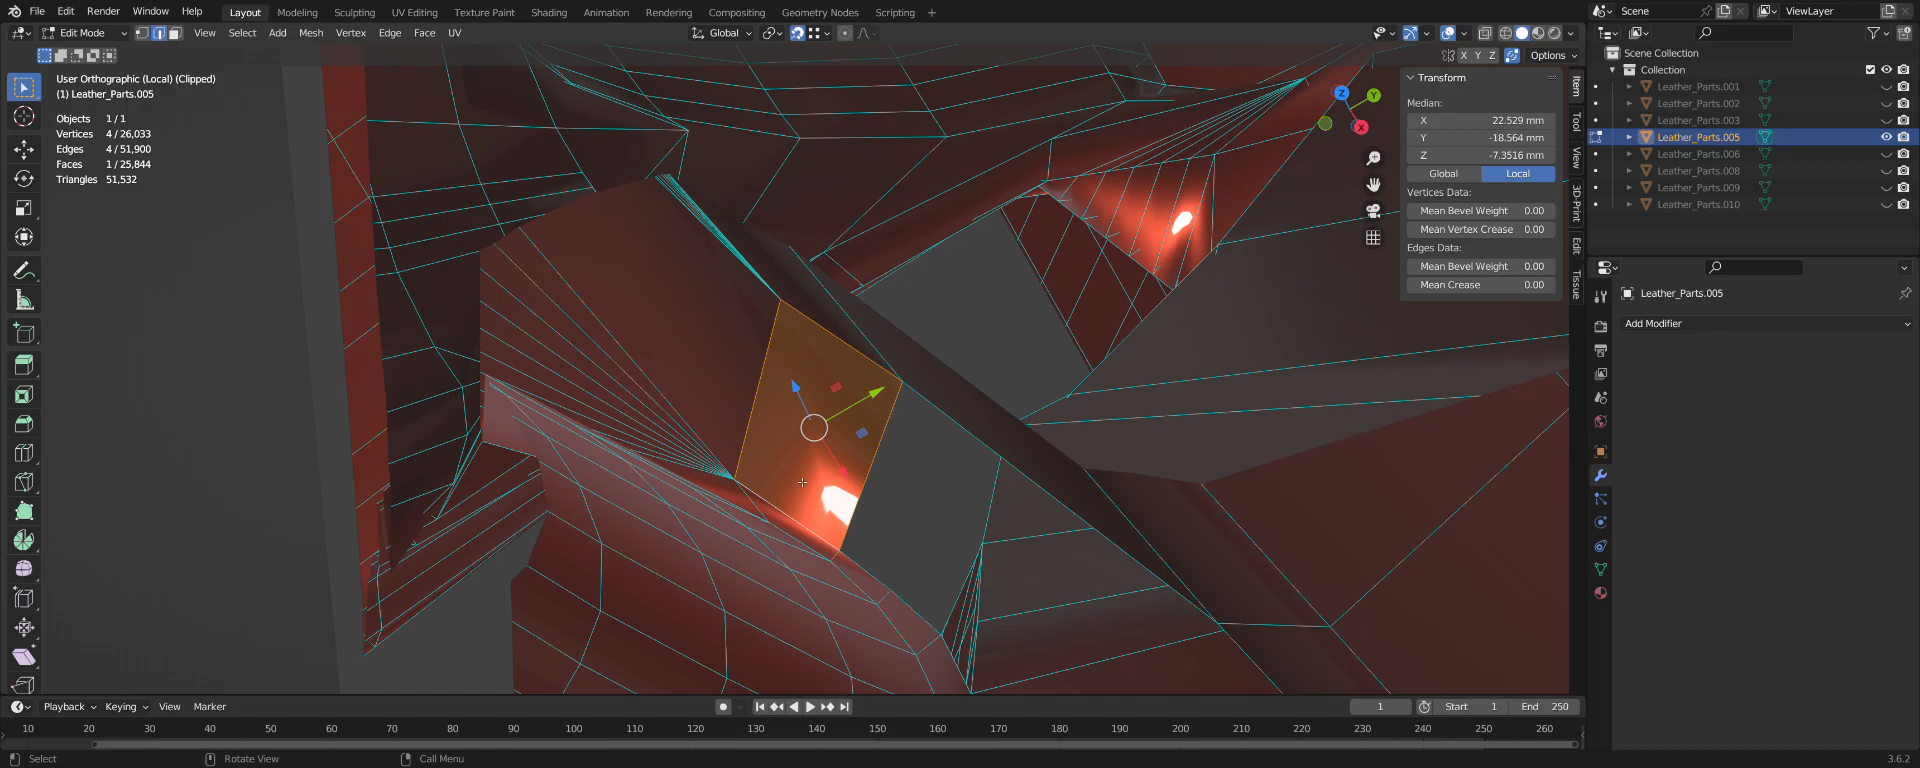 File Edit Render Window Help Layout Modeling Sculpting UV Editing Texture Paint Shading Animation Rendering Compositing Geometry Nodes Scripting + Scene ViewLayer
Edit Mode View Select Add Mesh Vertex Edge Face UV Global
X Y Z Options
User Orthographic (Local) (Clipped)
(1) Leather_Parts.005
Objects 1 / 1
Vertices 4 / 26,033
Edges 4 / 51,900
Faces 1 / 25,844
Triangles 51,532
Z
Y
X
Transform
Median:
X 22.529 mm
Y -18.564 mm
Z -7.3516 mm
Global Local
Vertices Data:
Mean Bevel Weight 0.00
Mean Vertex Crease 0.00
Edges Data:
Mean Bevel Weight 0.00
Mean Crease 0.00
Item
Tool
View
3D-Print
Edit
Tissue
Scene Collection
Collection
Leather_Parts.001
Leather_Parts.002
Leather_Parts.003
Leather_Parts.005
Leather_Parts.006
Leather_Parts.008
Leather_Parts.009
Leather_Parts.010
Leather_Parts.005
Add Modifier
Playback Keying View Marker 1 Start 1 End 250
10 20 30 40 50 60 70 80 90 100 110 120 130 140 150 160 170 180 190 200 210 220 230 240 250 260
Select Rotate View Call Menu 3.6.2